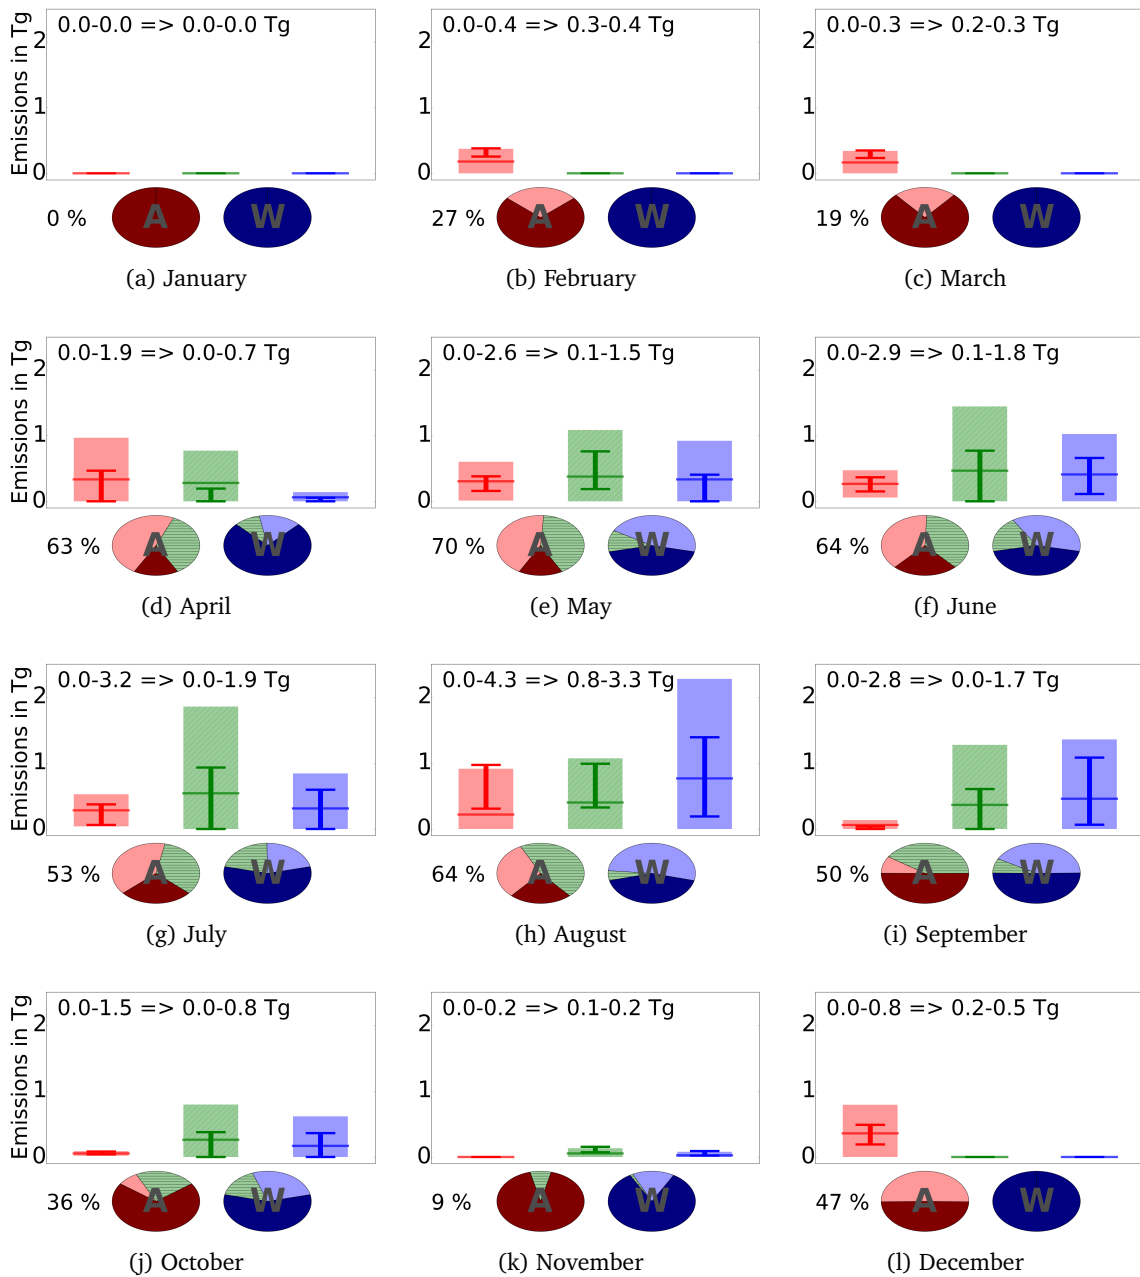 Emissions in Tg
0.0-0.0 => 0.0-0.0 Tg
2
1
0
0 %
A
W
(a) January
0.0-0.4 => 0.3-0.4 Tg
2
1
0
27 %
A
W
(b) February
0.0-0.3 => 0.2-0.3 Tg
2
1
0
19 %
A
W
(c) March
Emissions in Tg
0.0-1.9 => 0.0-0.7 Tg
2
1
0
63 %
A
W
(d) April
0.0-2.6 => 0.1-1.5 Tg
2
1
0
70 %
A
W
(e) May
0.0-2.9 => 0.1-1.8 Tg
2
1
0
64 %
A
W
(f) June
Emissions in Tg
0.0-3.2 => 0.0-1.9 Tg
2
1
0
53 %
A
W
(g) July
0.0-4.3 => 0.8-3.3 Tg
2
1
0
64 %
A
W
(h) August
0.0-2.8 => 0.0-1.7 Tg
2
1
0
50 %
A
W
(i) September
Emissions in Tg
0.0-1.5 => 0.0-0.8 Tg
2
1
0
36 %
A
W
(j) October
0.0-0.2 => 0.1-0.2 Tg
2
1
0
9 %
A
W
(k) November
0.0-0.8 => 0.2-0.5 Tg
2
1
0
47 %
A
W
(l) December